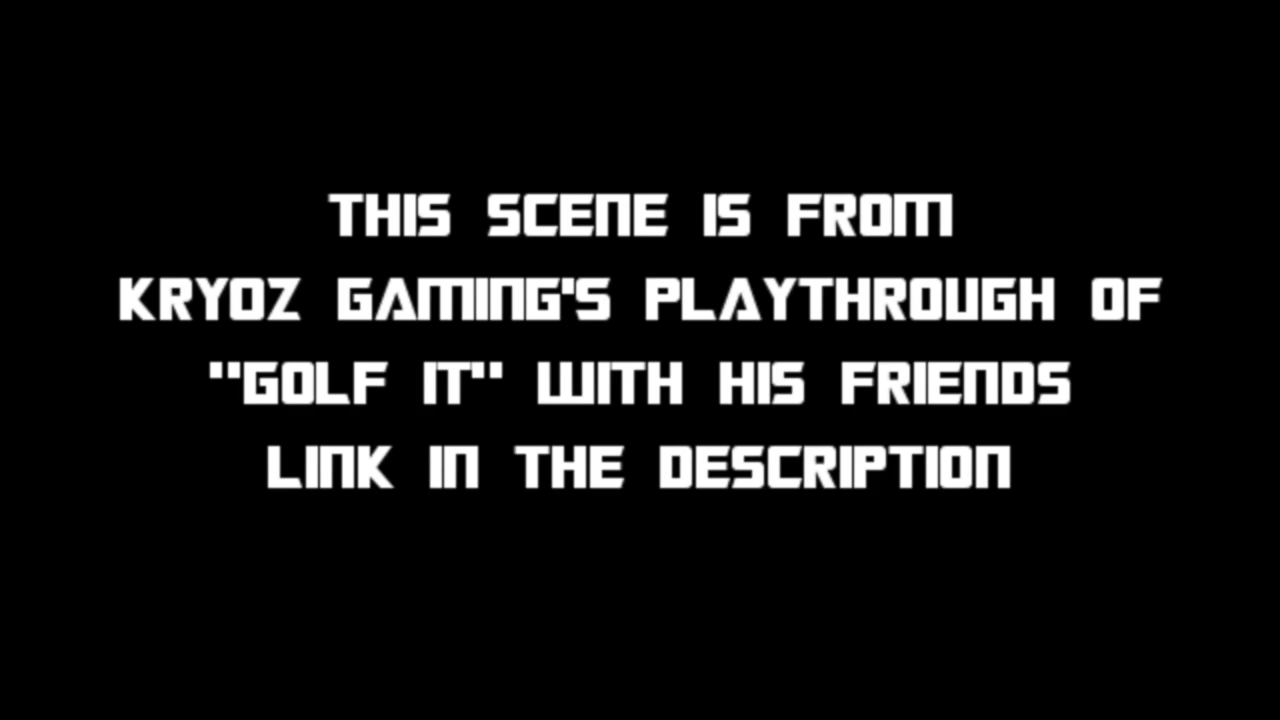 THIS SCENE IS FROM
KRYOZ GAMING'S PLAYTHROUGH OF
"GOLF IT" WITH HIS FRIENDS
LINK IN THE DESCRIPTION